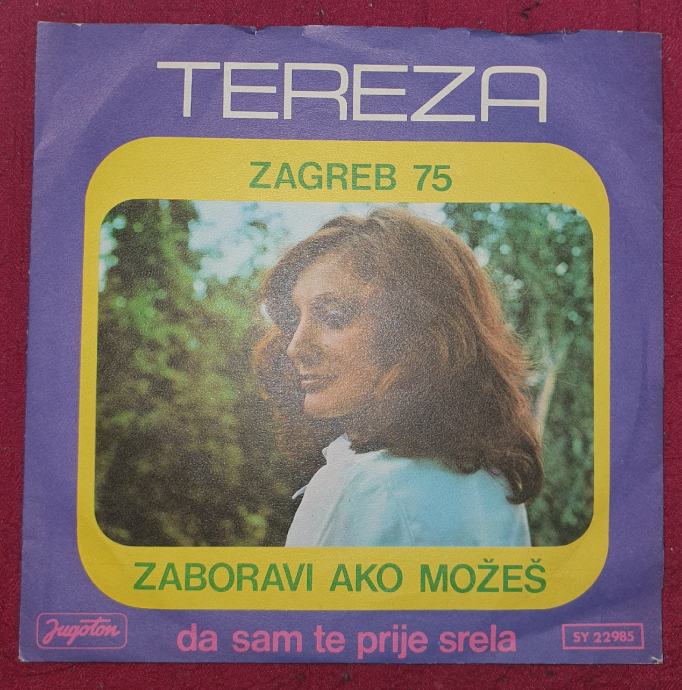 TEREZA
ZAGREB 75
ZABORAVI AKO MOŽEŠ
Jugoton
da sam te prije srela
SY 22985